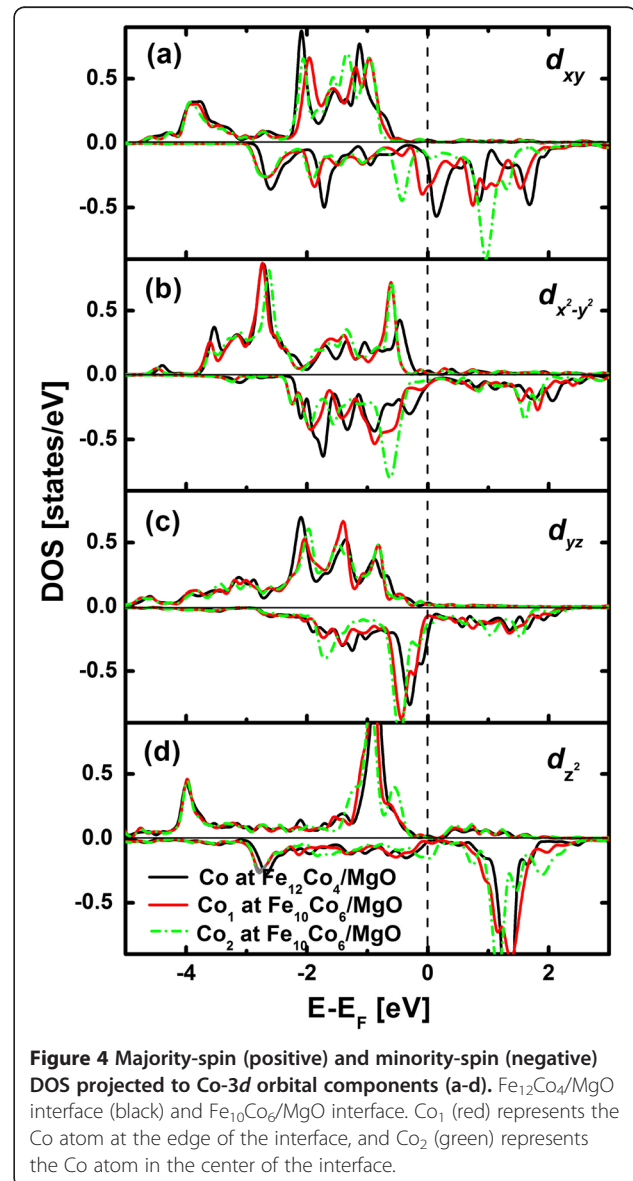 (a)
d_xy
0.5
0.0
-0.5
(b)
d_x²-y²
0.5
0.0
-0.5
(c)
d_yz
0.5
0.0
-0.5
(d)
d_z²
0.5
0.0
-0.5
Co at Fe₁₂Co₄/MgO
Co₁ at Fe₁₀Co₆/MgO
Co₂ at Fe₁₀Co₆/MgO
DOS [states/eV]
-4 -2 0 2
E-E_F [eV]
Figure 4 Majority-spin (positive) and minority-spin (negative)
DOS projected to Co-3d orbital components (a-d). Fe₁₂Co₄/MgO
interface (black) and Fe₁₀Co₆/MgO interface. Co₁ (red) represents the
Co atom at the edge of the interface, and Co₂ (green) represents
the Co atom in the center of the interface.